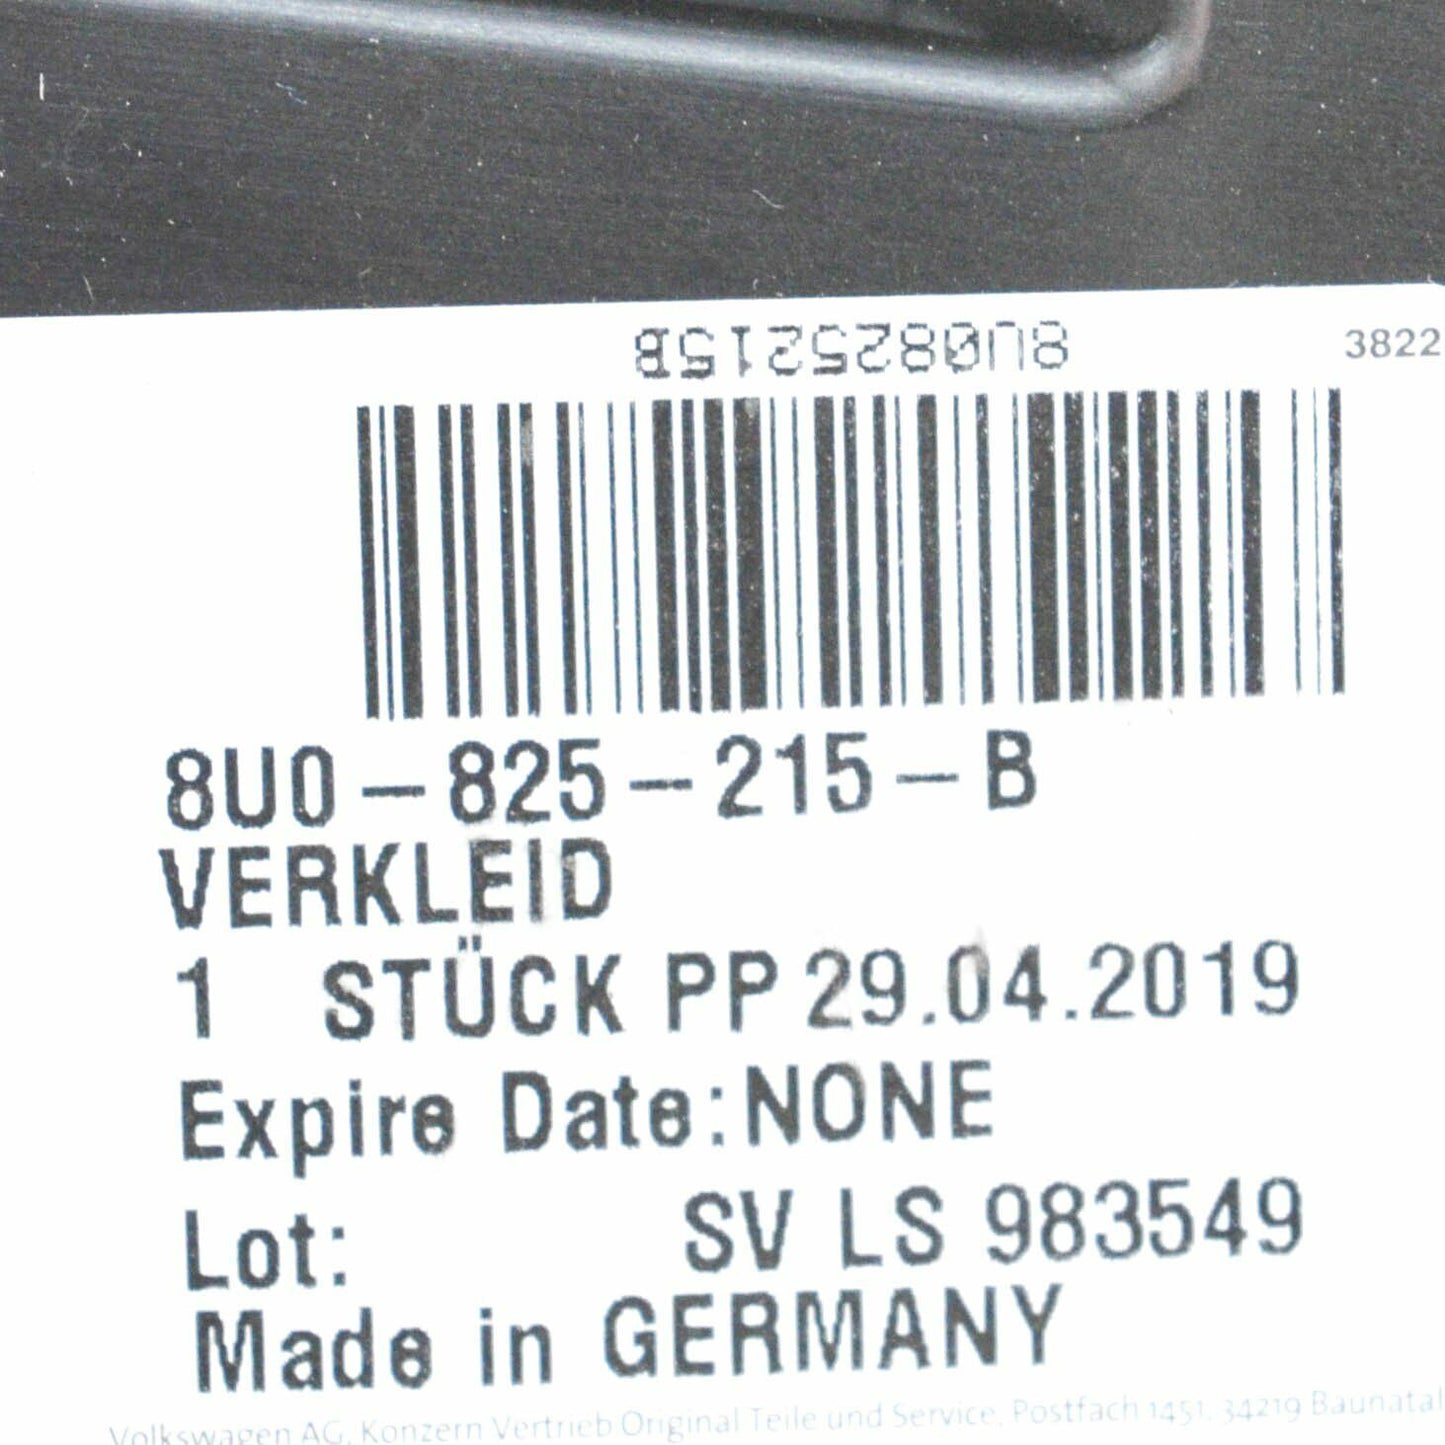 8U0825215B
3822
8U0-825-215-B
VERKLEID
1 STÜCK PP 29.04.2019
Expire Date:NONE
Lot: SV LS 983549
Made in GERMANY
Volkswagen AG, Konzern Vertrieb Original Teile und Service, Postfach 1451, 34219 Baunatal